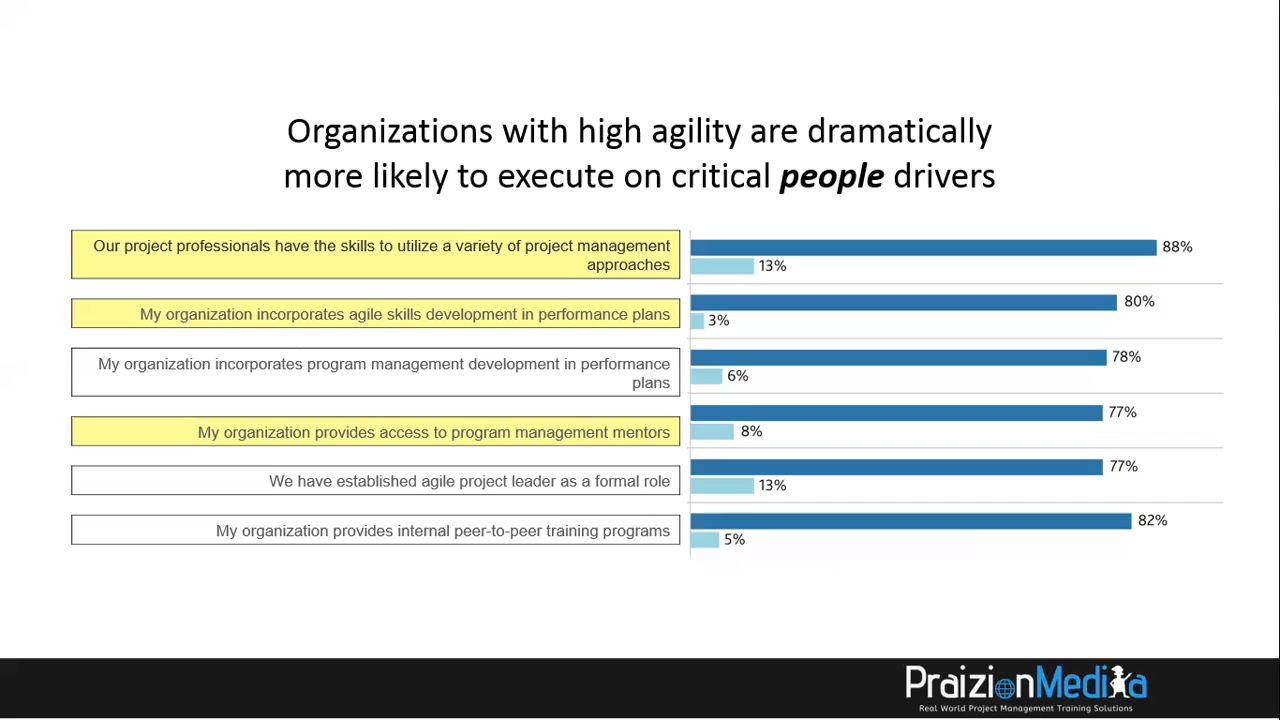 Organizations with high agility are dramatically
more likely to execute on critical people drivers
Our project professionals have the skills to utilize a variety of project management
approaches
88%
13%
My organization incorporates agile skills development in performance plans
80%
3%
My organization incorporates program management development in performance
plans
78%
6%
My organization provides access to program management mentors
77%
8%
We have established agile project leader as a formal role
77%
13%
My organization provides internal peer-to-peer training programs
82%
5%
PraizionMedia
Real World Project Management Training Solutions